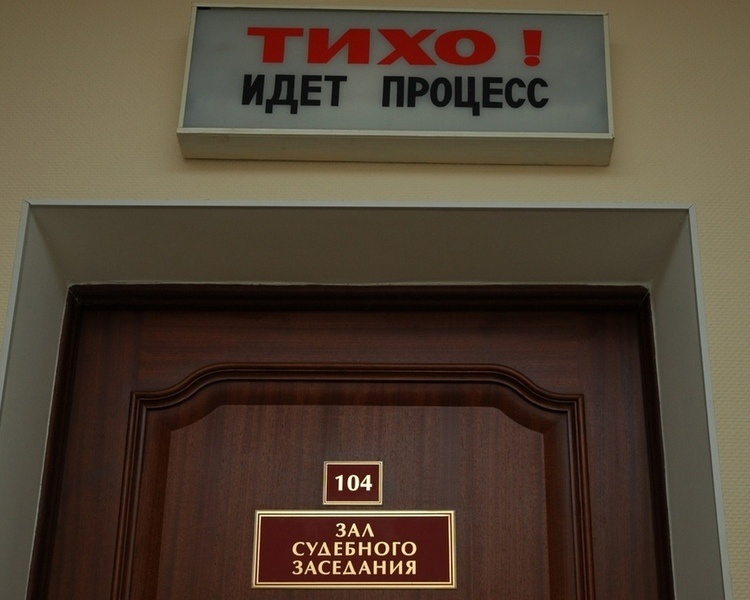 ТИХО!
ИДЕТ ПРОЦЕСС
104
ЗАЛ
СУДЕБНОГО
ЗАСЕДАНИЯ